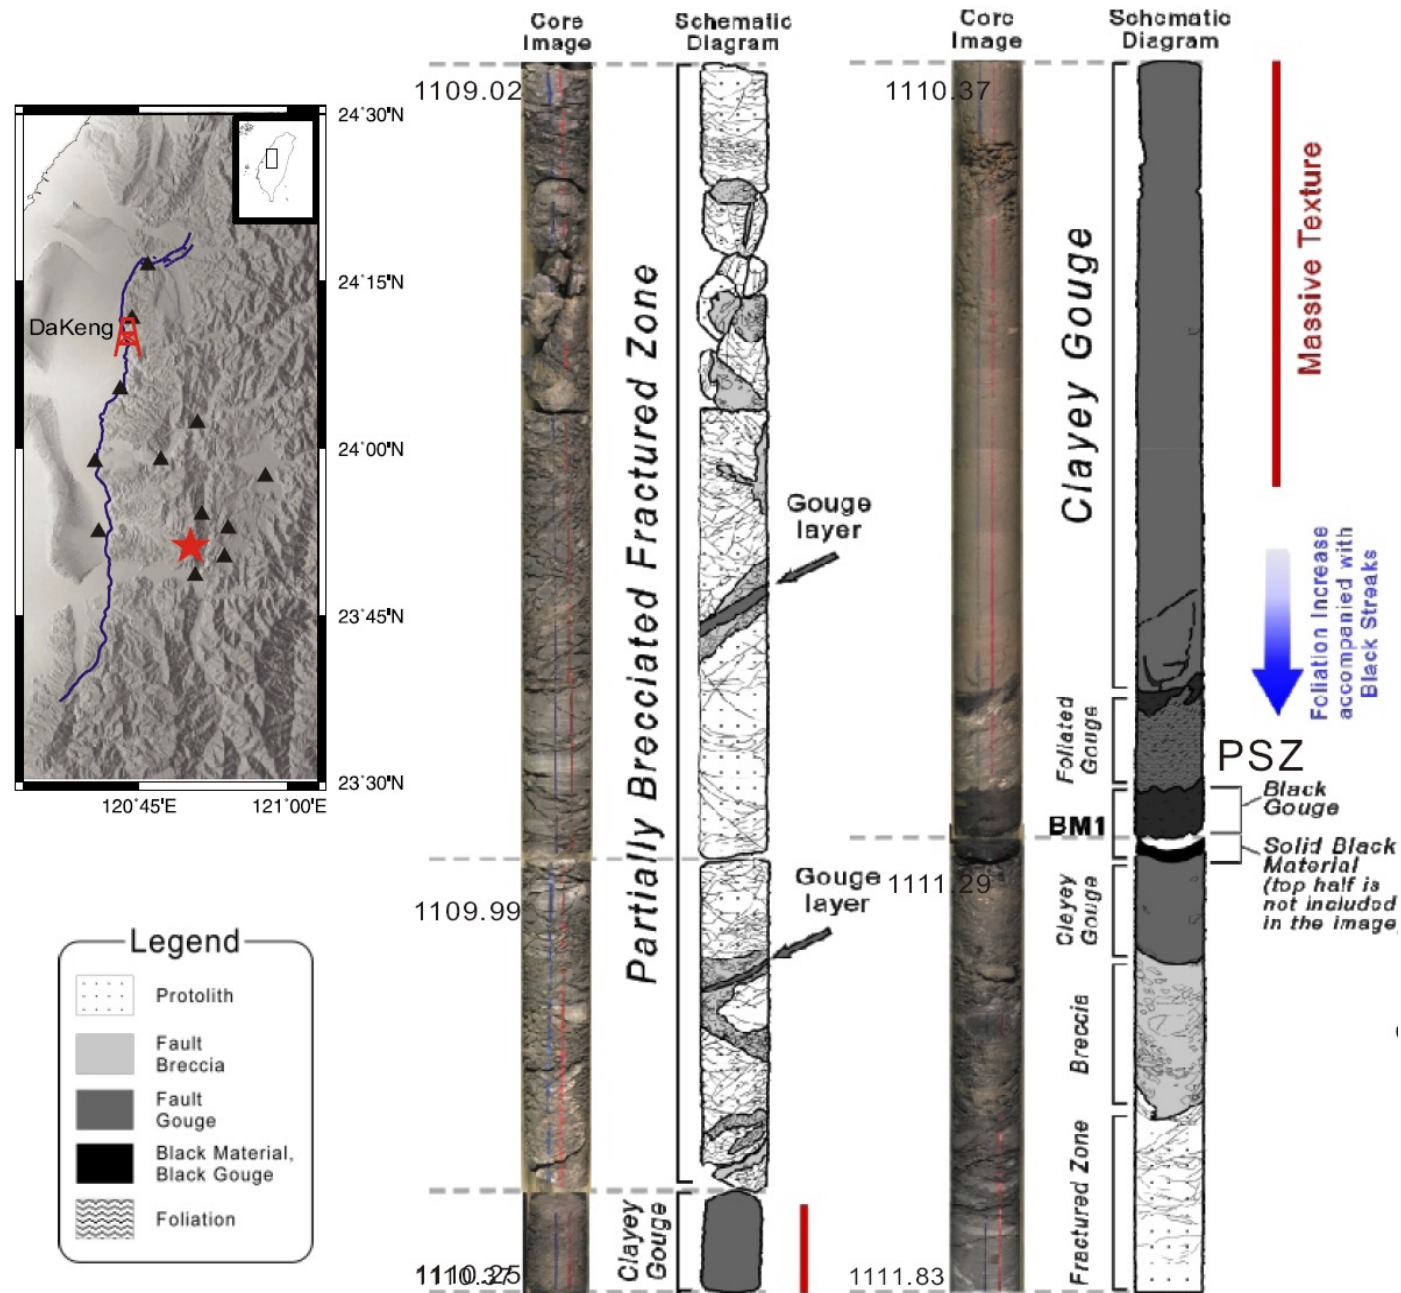 Core
Image
Schematic
Diagram
Core
Image
Schematic
Diagram
24°30'N
24°15'N
24°00'N
23°45'N
23°30'N
120°45'E
121°00'E
DaKeng
Legend
Protolith
Fault
Breccia
Fault
Gouge
Black Material,
Black Gouge
Foliation
1109.02
1109.99
1110.37
Partially Brecciated Fractured Zone
Gouge
layer
Gouge
layer
Clayey
Gouge
1110.37
1111.29
1111.83
Clayey Gouge
Foliated
Gouge
BM1
Cleyey
Gouge
Breccia
Fractured Zone
Massive Texture
Foliation Increase
accompanied with
Black Streaks
PSZ
Black
Gouge
Solid Black
Material
(top half is
not included
in the image